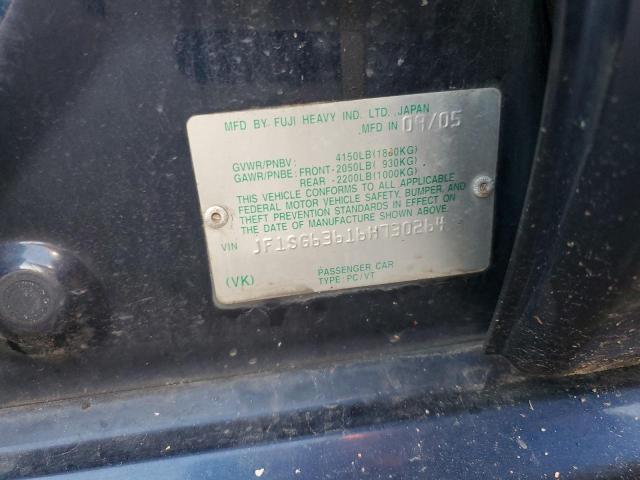 MFD BY FUJI HEAVY IND. LTD. JAPAN
MFD IN 09/05
GVWR/PNBV: 4150LB(1880KG)
GAWR/PNBE: FRONT-2050LB( 930KG)
REAR -2200LB(1000KG)
THIS VEHICLE CONFORMS TO ALL APPLICABLE
FEDERAL MOTOR VEHICLE SAFETY, BUMPER, AND
THEFT PREVENTION STANDARDS IN EFFECT ON
THE DATE OF MANUFACTURE SHOWN ABOVE.
VIN JF1SG63616H730264
(VK) PASSENGER CAR
TYPE: PC/VT